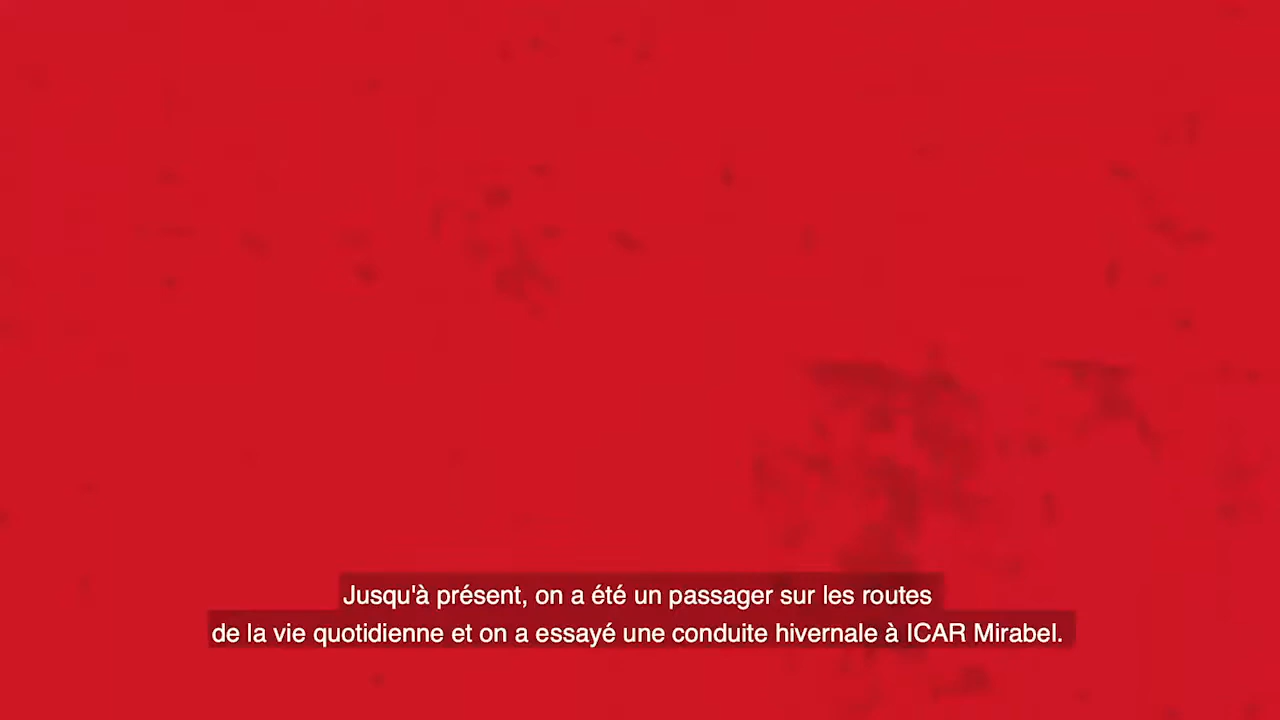 Jusqu'à présent, on a été un passager sur les routes
de la vie quotidienne et on a essayé une conduite hivernale à ICAR Mirabel.